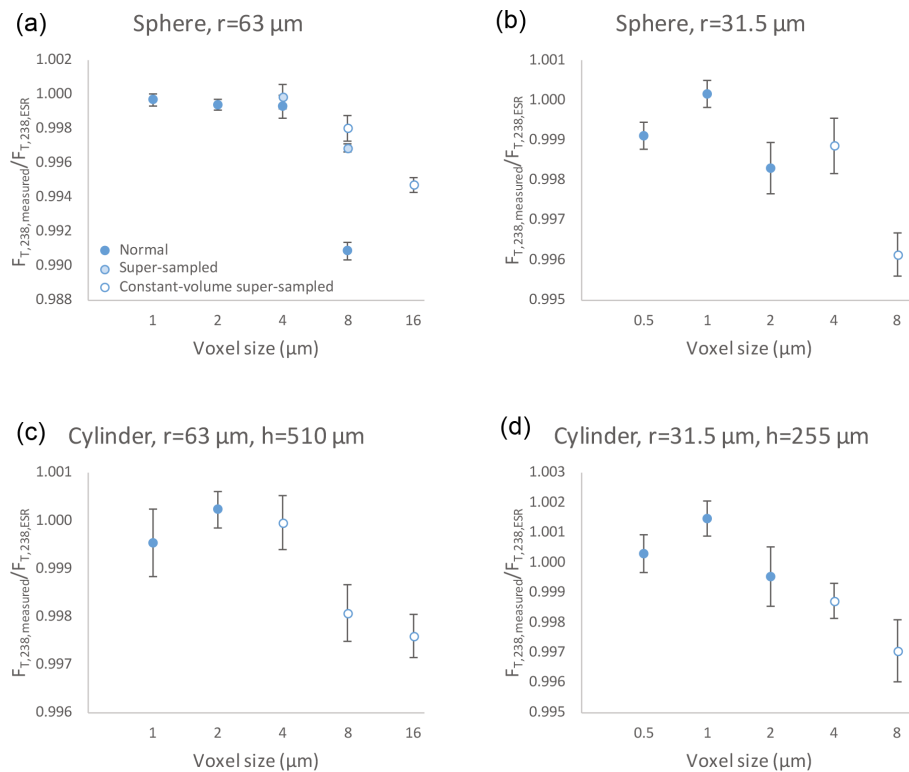 (a) Sphere, r=63 µm
F_T,238,measured/F_T,238,ESR
1.002
1.000
0.998
0.996
0.994
0.992
0.990
0.988
Normal
Super-sampled
Constant-volume super-sampled
1 2 4 8 16
Voxel size (µm)
(b) Sphere, r=31.5 µm
F_T,238,measured/F_T,238,ESR
1.001
1.000
0.999
0.998
0.997
0.996
0.995
0.5 1 2 4 8
Voxel size (µm)
(c) Cylinder, r=63 µm, h=510 µm
F_T,238,measured/F_T,238,ESR
1.001
1.000
0.999
0.998
0.997
0.996
1 2 4 8 16
Voxel size (µm)
(d) Cylinder, r=31.5 µm, h=255 µm
F_T,238,measured/F_T,238,ESR
1.003
1.002
1.001
1.000
0.999
0.998
0.997
0.996
0.995
0.5 1 2 4 8
Voxel size (µm)